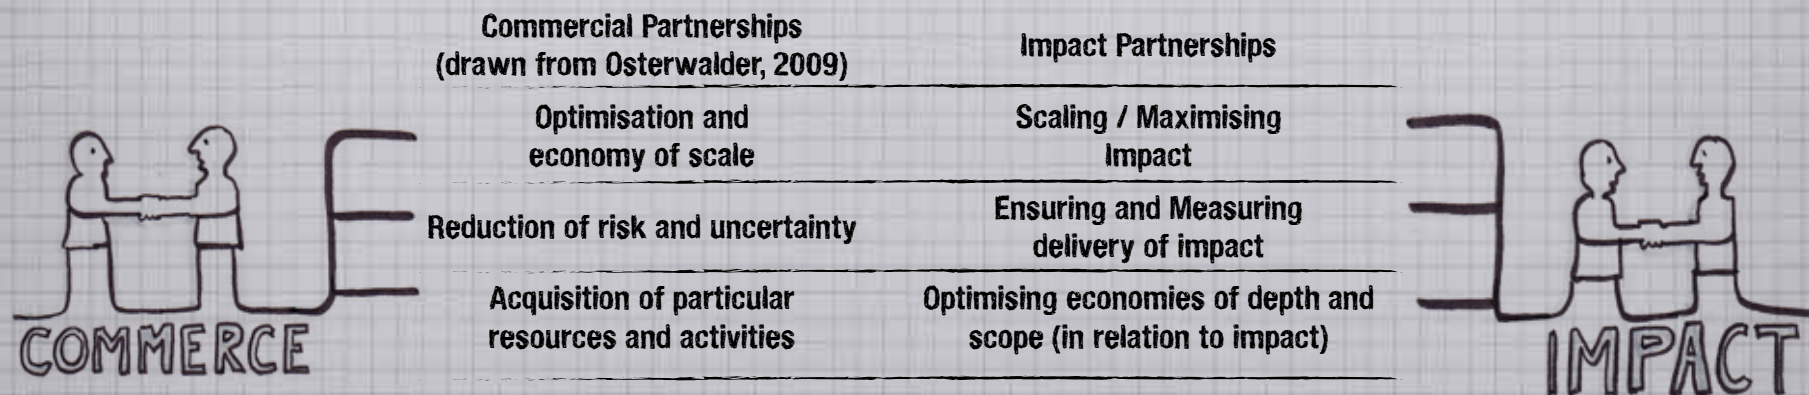 Commercial Partnerships
(drawn from Osterwalder, 2009)
Impact Partnerships
Optimisation and
economy of scale
Scaling / Maximising
Impact
Reduction of risk and uncertainty
Ensuring and Measuring
delivery of impact
Acquisition of particular
resources and activities
Optimising economies of depth and
scope (in relation to impact)
COMMERCE
IMPACT